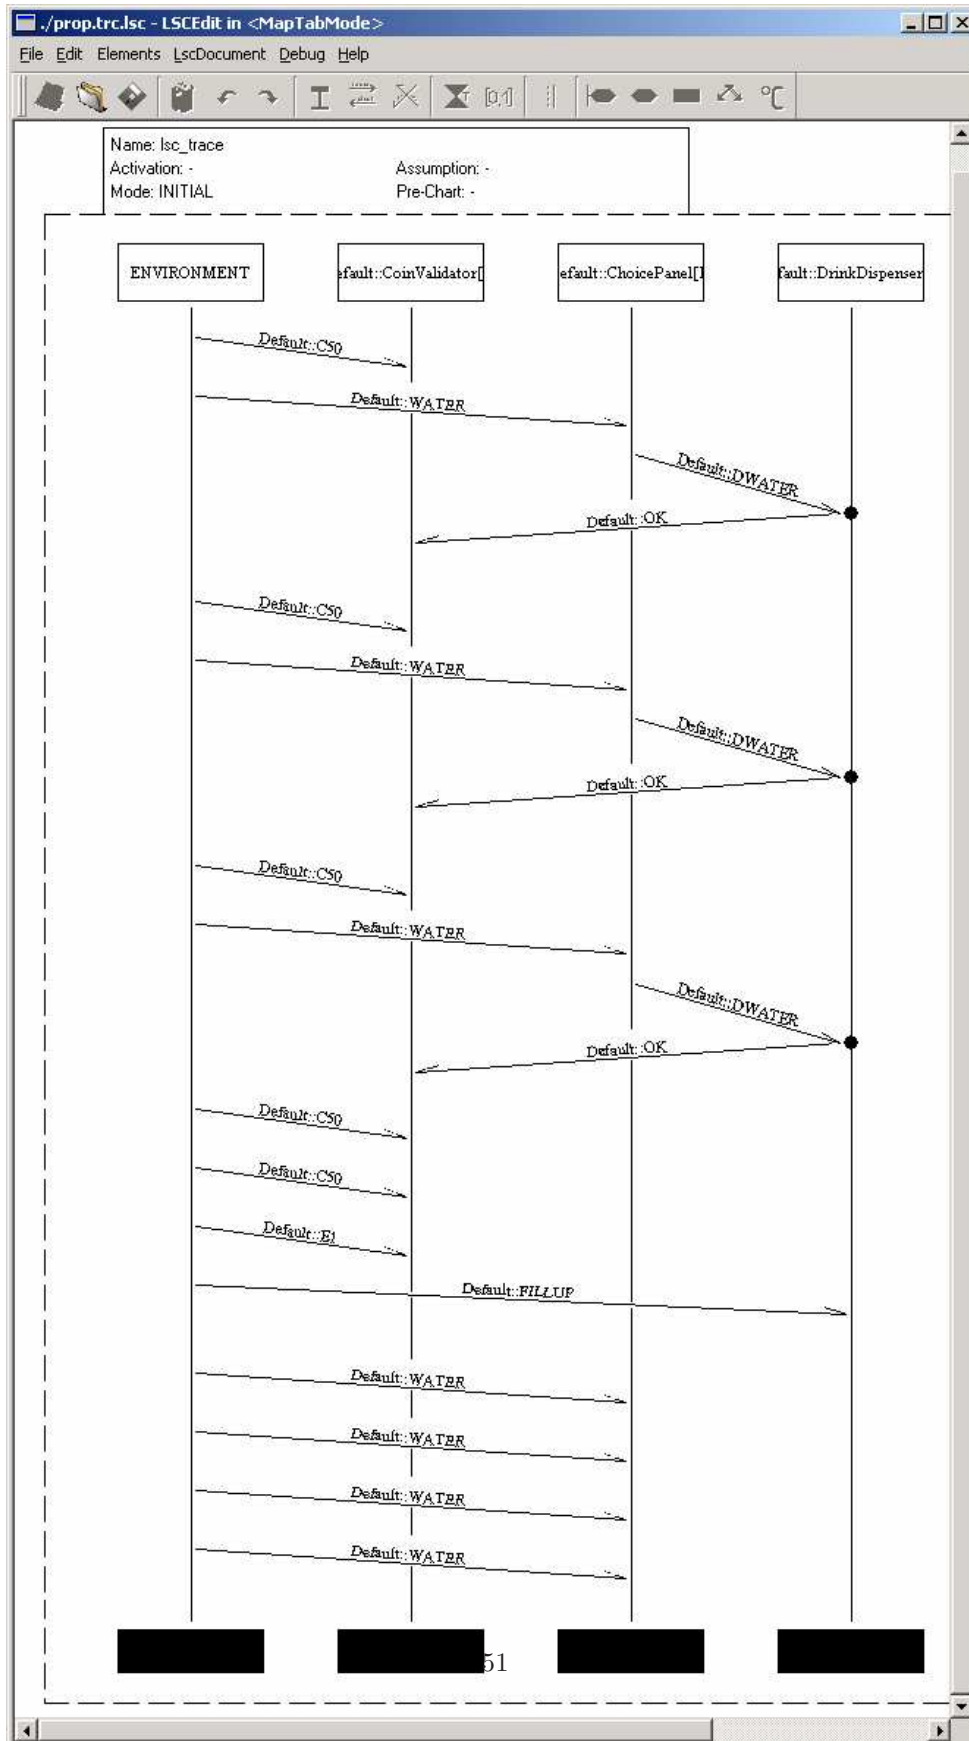 ./prop.trc.lsc - LSCEdit in <MapTabMode>
File Edit Elements LscDocument Debug Help
[0,1] °C
Name: lsc_trace
Activation: - Assumption: -
Mode: INITIAL Pre-Chart: -
ENVIRONMENT efault::CoinValidator[ efault::ChoicePanel[1 fault::DrinkDispenser
Default::C50
Default::WATER
Default::DWATER
Default::OK
Default::C50
Default::WATER
Default::DWATER
Default::OK
Default::C50
Default::WATER
Default::DWATER
Default::OK
Default::C50
Default::C50
Default::E1
Default::FILLUP
Default::WATER
Default::WATER
Default::WATER
Default::WATER
51